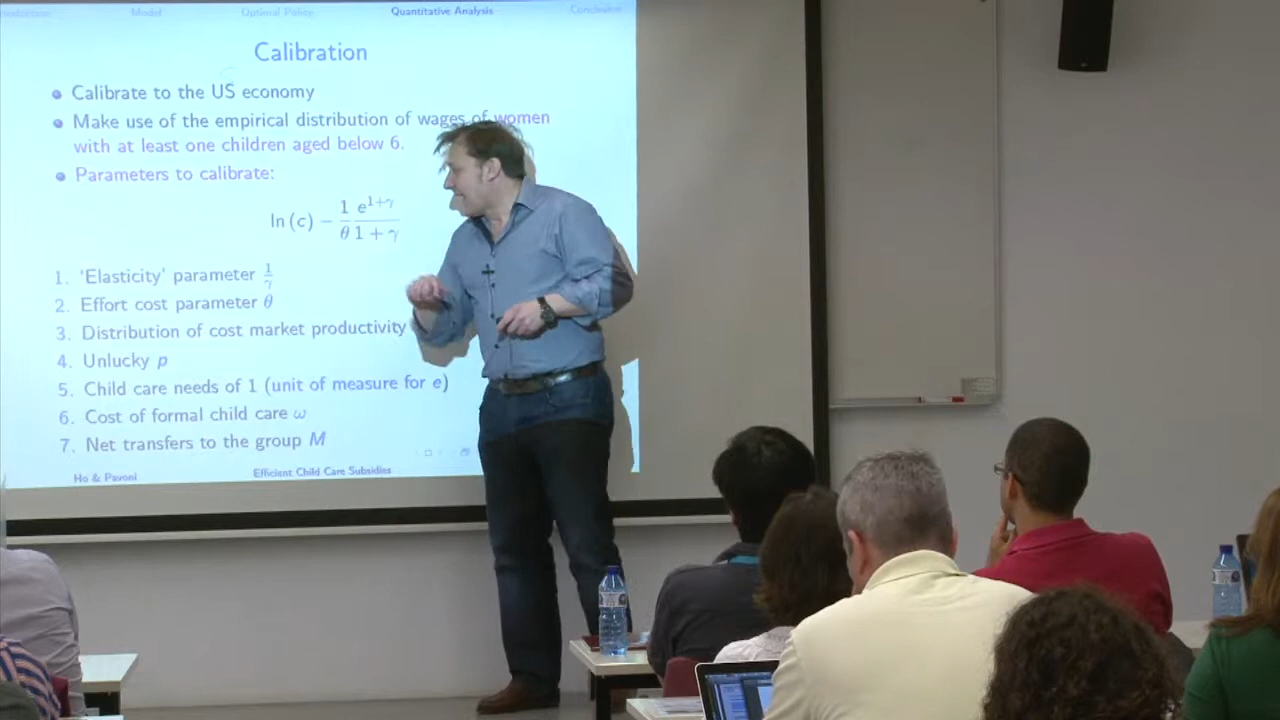 Introduction Model Optimal Policy Quantitative Analysis Conclusion
Calibration
Calibrate to the US economy
Make use of the empirical distribution of wages of women
with at least one children aged below 6.
Parameters to calibrate:
ln (c) − 1/θ e^{1+γ}/1 + γ
1. 'Elasticity' parameter 1/γ
2. Effort cost parameter θ
3. Distribution of cost market productivity
4. Unlucky p
5. Child care needs of 1 (unit of measure for e)
6. Cost of formal child care ω
7. Net transfers to the group M
Ho & Pavoni Efficient Child Care Subsidies